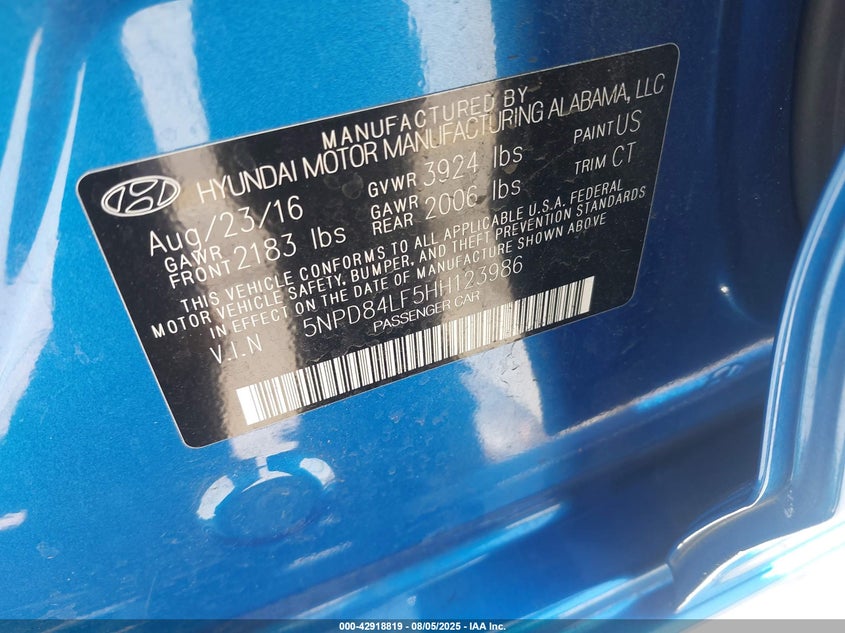 MANUFACTURED BY
HYUNDAI MOTOR MANUFACTURING ALABAMA, LLC
Aug/23/16 GVWR 3924 lbs PAINT US
GAWR FRONT 2183 lbs GAWR REAR 2006 lbs TRIM CT
THIS VEHICLE CONFORMS TO ALL APPLICABLE U.S.A. FEDERAL
MOTOR VEHICLE SAFETY, BUMPER, AND THEFT PREVENTION STANDARDS
IN EFFECT ON THE DATE OF MANUFACTURE SHOWN ABOVE
V.I.N 5NPD84LF5HH123986
PASSENGER CAR
000-42918819 - 08/05/2025 - IAA Inc.